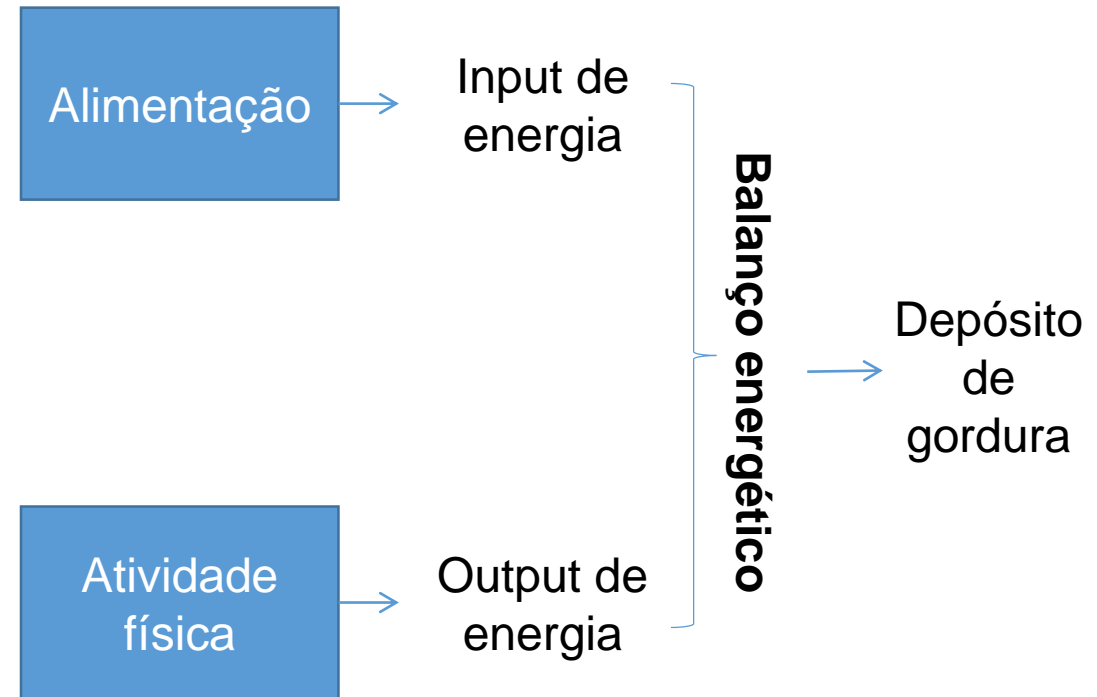 Alimentação
Input de
energia
Balanço energético
Depósito
de
gordura
Atividade
física
Output de
energia